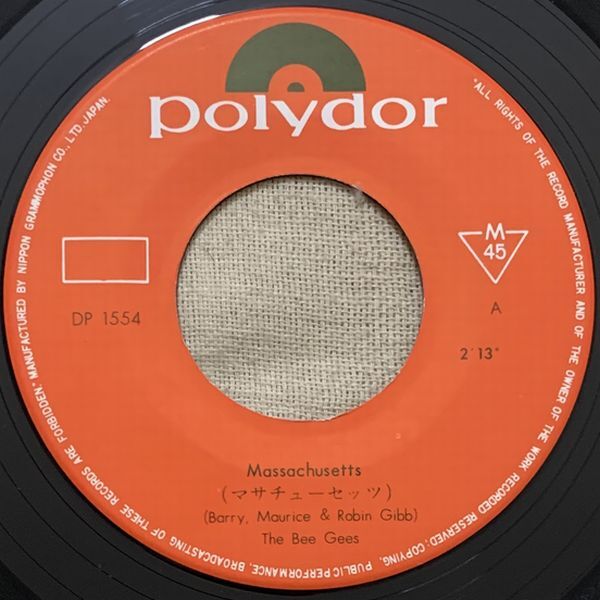 polydor
"ALL RIGHTS OF THE RECORD MANUFACTURER AND OF THE OWNER OF THE WORK RECORDED RESERVED. COPYING, PUBLIC PERFORMANCE, BROADCASTING OF THESE RECORDS ARE FORBIDDEN." MANUFACTURED BY NIPPON GRAMMOPHON CO., LTD. JAPAN.
M
45
DP 1554
A
2'13"
Massachusetts
(マサチューセッツ)
(Barry, Maurice & Robin Gibb)
The Bee Gees